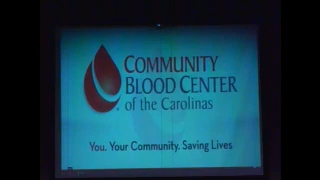 COMMUNITY
BLOOD CENTER
of the Carolinas
You. Your Community. Saving Lives